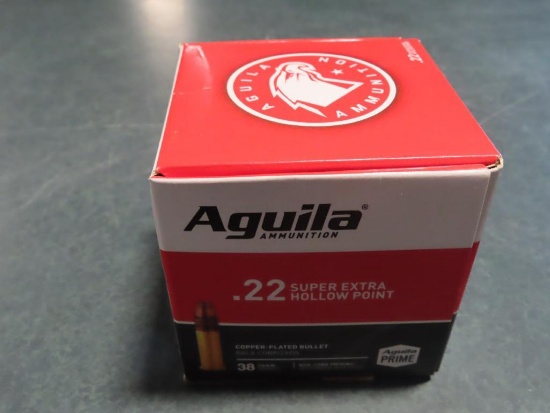 AGUILA AMMUNITION
Aguila®
AMMUNITION
.22 SUPER EXTRA
HOLLOW POINT
COPPER-PLATED BULLET
38
Aguila
PRIME